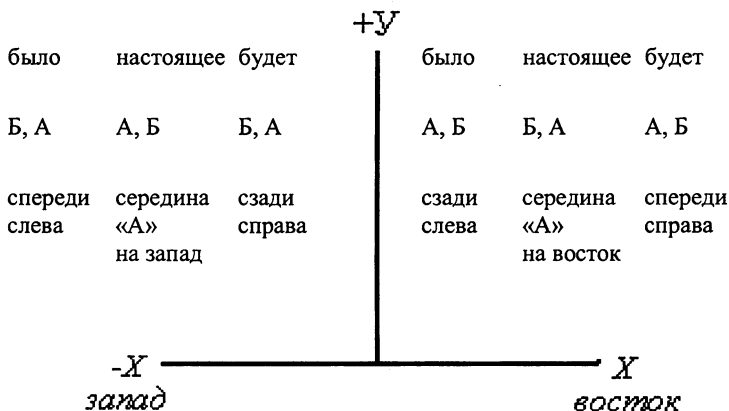 +У
было настоящее будет было настоящее будет
Б, А А, Б Б, А А, Б Б, А А, Б
спереди середина сзади сзади середина спереди
слева «А» справа слева «А» справа
на запад на восток
-X X
запад восток